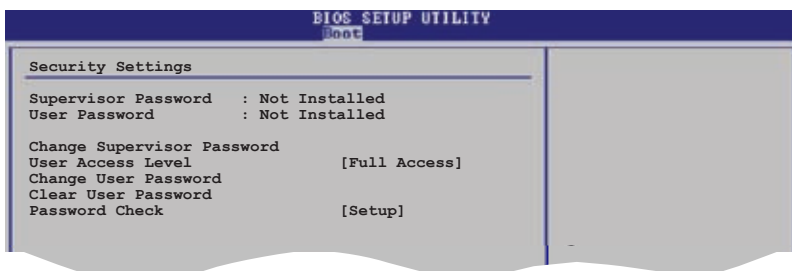 BIOS SETUP UTILITY
Boot
Security Settings
Supervisor Password : Not Installed
User Password : Not Installed
Change Supervisor Password
User Access Level [Full Access]
Change User Password
Clear User Password
Password Check [Setup]